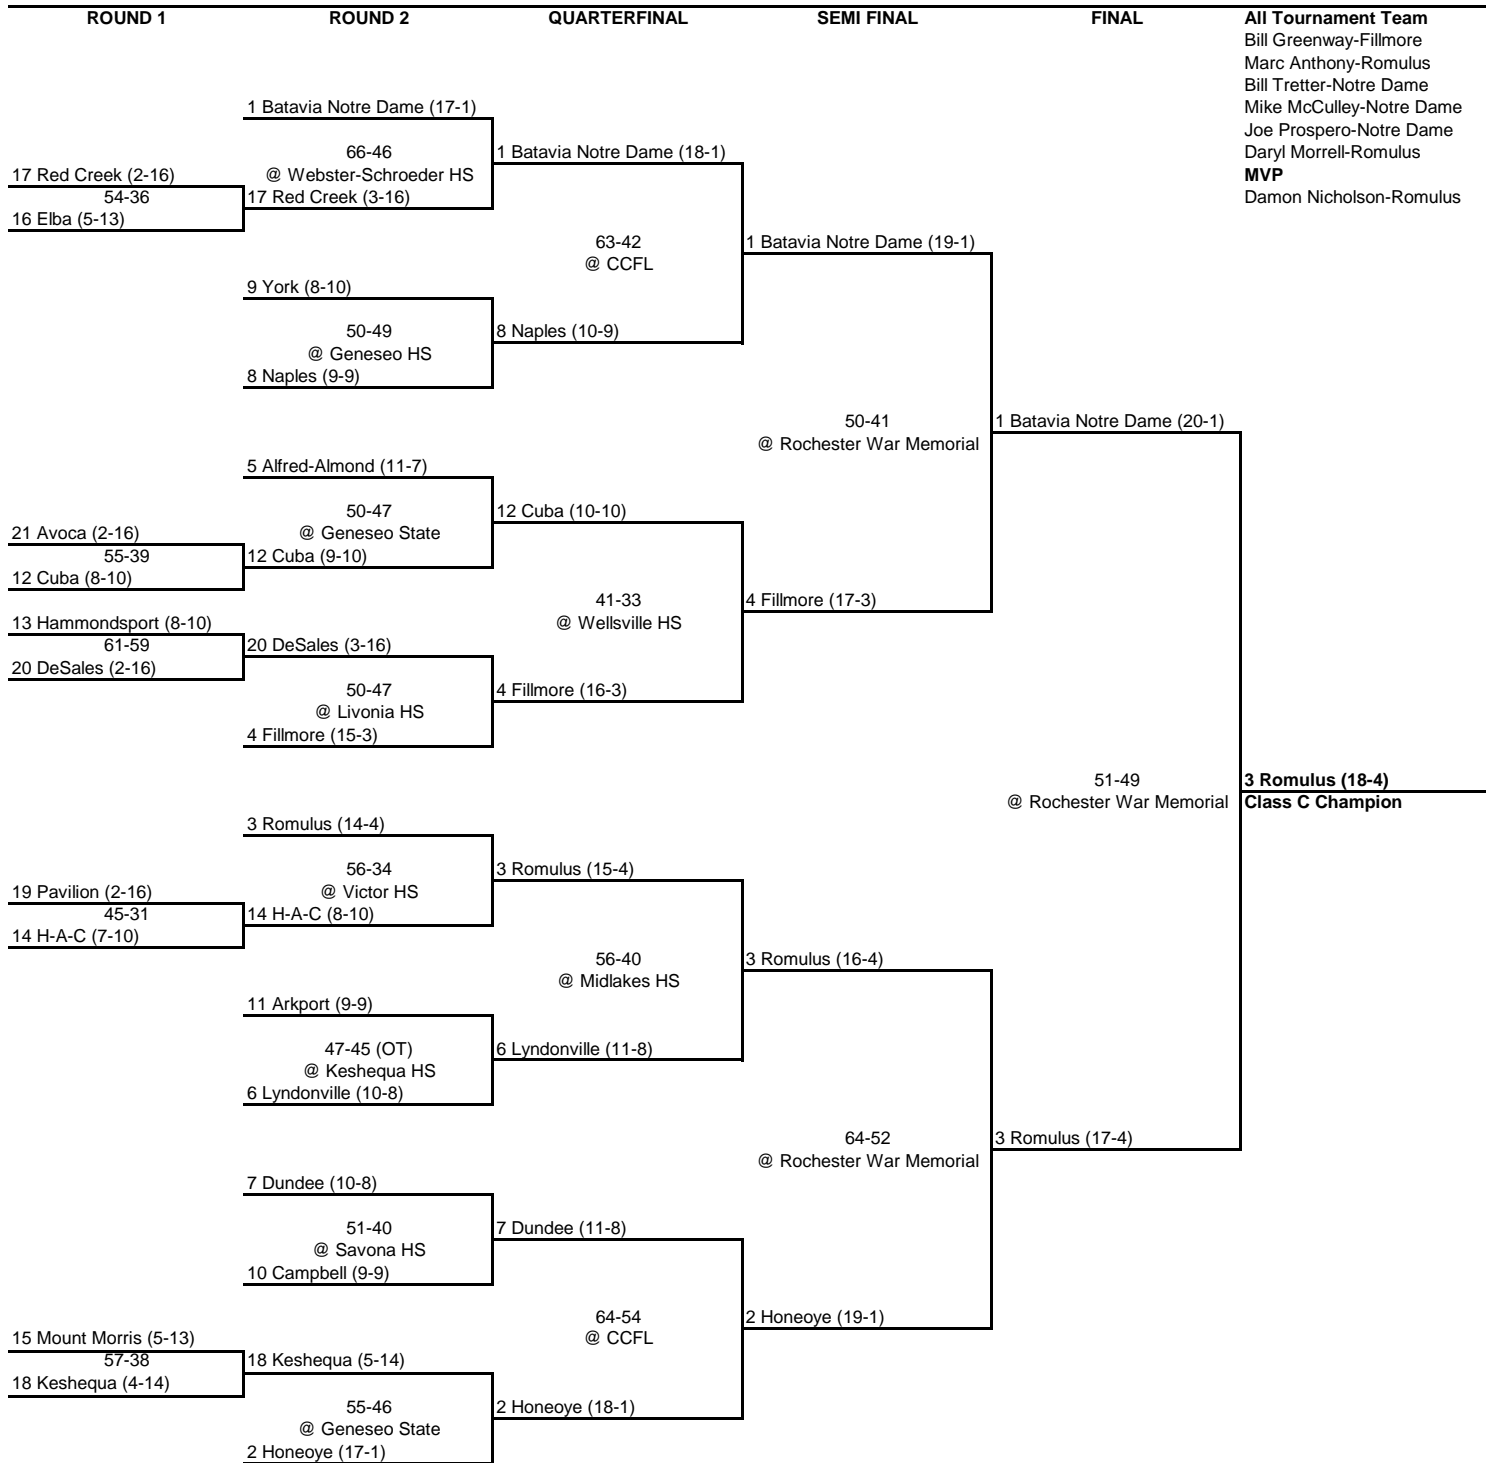 ROUND 1
ROUND 2
QUARTERFINAL
SEMI FINAL
FINAL
All Tournament Team
Bill Greenway-Fillmore
Marc Anthony-Romulus
Bill Tretter-Notre Dame
Mike McCulley-Notre Dame
Joe Prospero-Notre Dame
Daryl Morrell-Romulus
MVP
Damon Nicholson-Romulus
17 Red Creek (2-16)
54-36
16 Elba (5-13)
21 Avoca (2-16)
55-39
12 Cuba (8-10)
13 Hammondsport (8-10)
61-59
20 DeSales (2-16)
19 Pavilion (2-16)
45-31
14 H-A-C (7-10)
15 Mount Morris (5-13)
57-38
18 Keshequa (4-14)
1 Batavia Notre Dame (17-1)
66-46
@ Webster-Schroeder HS
17 Red Creek (3-16)
9 York (8-10)
50-49
@ Geneseo HS
8 Naples (9-9)
5 Alfred-Almond (11-7)
50-47
@ Geneseo State
12 Cuba (9-10)
20 DeSales (3-16)
50-47
@ Livonia HS
4 Fillmore (15-3)
3 Romulus (14-4)
56-34
@ Victor HS
14 H-A-C (8-10)
11 Arkport (9-9)
47-45 (OT)
@ Keshequa HS
6 Lyndonville (10-8)
7 Dundee (10-8)
51-40
@ Savona HS
10 Campbell (9-9)
18 Keshequa (5-14)
55-46
@ Geneseo State
2 Honeoye (17-1)
1 Batavia Notre Dame (18-1)
63-42
@ CCFL
8 Naples (10-9)
12 Cuba (10-10)
41-33
@ Wellsville HS
4 Fillmore (16-3)
3 Romulus (15-4)
56-40
@ Midlakes HS
6 Lyndonville (11-8)
7 Dundee (11-8)
64-54
@ CCFL
2 Honeoye (18-1)
1 Batavia Notre Dame (19-1)
50-41
@ Rochester War Memorial
4 Fillmore (17-3)
3 Romulus (16-4)
64-52
@ Rochester War Memorial
2 Honeoye (19-1)
1 Batavia Notre Dame (20-1)
51-49
@ Rochester War Memorial
3 Romulus (17-4)
3 Romulus (18-4)
Class C Champion